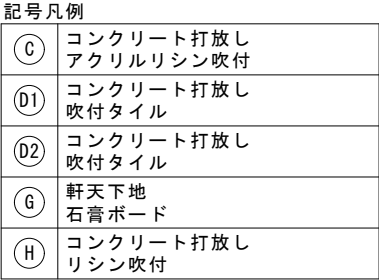 記号凡例
C コンクリート打放し
アクリルリシン吹付
D1 コンクリート打放し
吹付タイル
D2 コンクリート打放し
吹付タイル
G 軒天下地
石膏ボード
H コンクリート打放し
リシン吹付